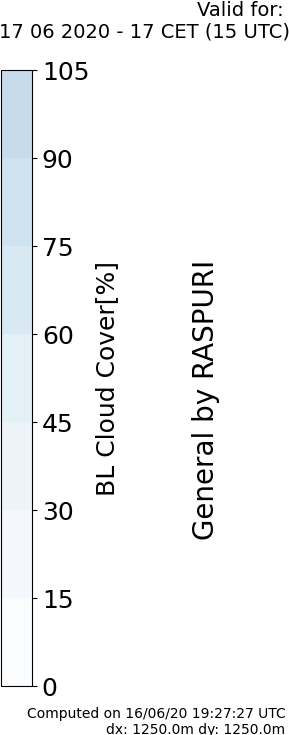 Valid for:
17 06 2020 - 17 CET (15 UTC)
105
90
75
60
45
30
15
0
BL Cloud Cover[%]
General by RASPURI
Computed on 16/06/20 19:27:27 UTC
dx: 1250.0m dy: 1250.0m